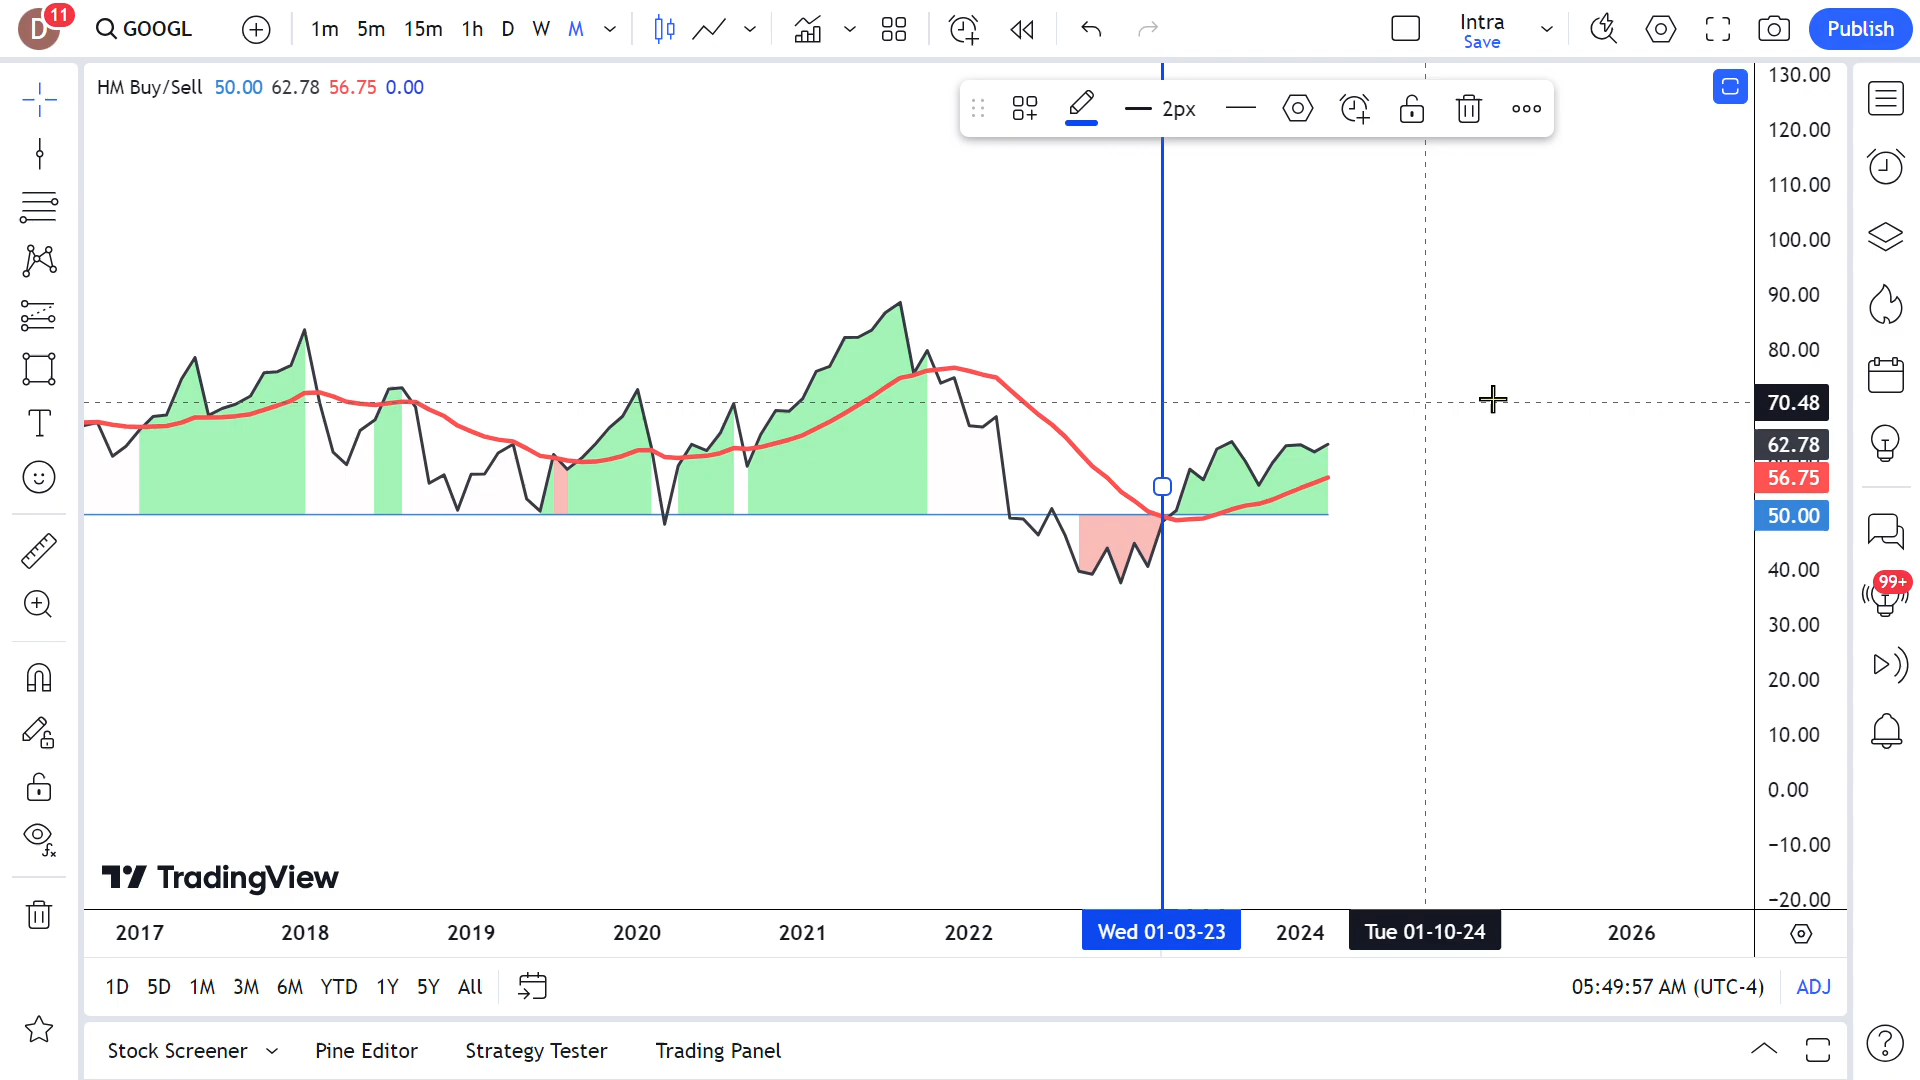 D 11 GOOGL 1m 5m 15m 1h D W M Intra Save Publish
HM Buy/Sell 50.00 62.78 56.75 0.00
2px
130.00
120.00
110.00
100.00
90.00
80.00
70.48
62.78
56.75
50.00
40.00
30.00
20.00
10.00
0.00
−10.00
−20.00
99+
TradingView
2017 2018 2019 2020 2021 2022 Wed 01-03-23 2024 Tue 01-10-24 2026
1D 5D 1M 3M 6M YTD 1Y 5Y All 05:49:57 AM (UTC-4) ADJ
Stock Screener Pine Editor Strategy Tester Trading Panel